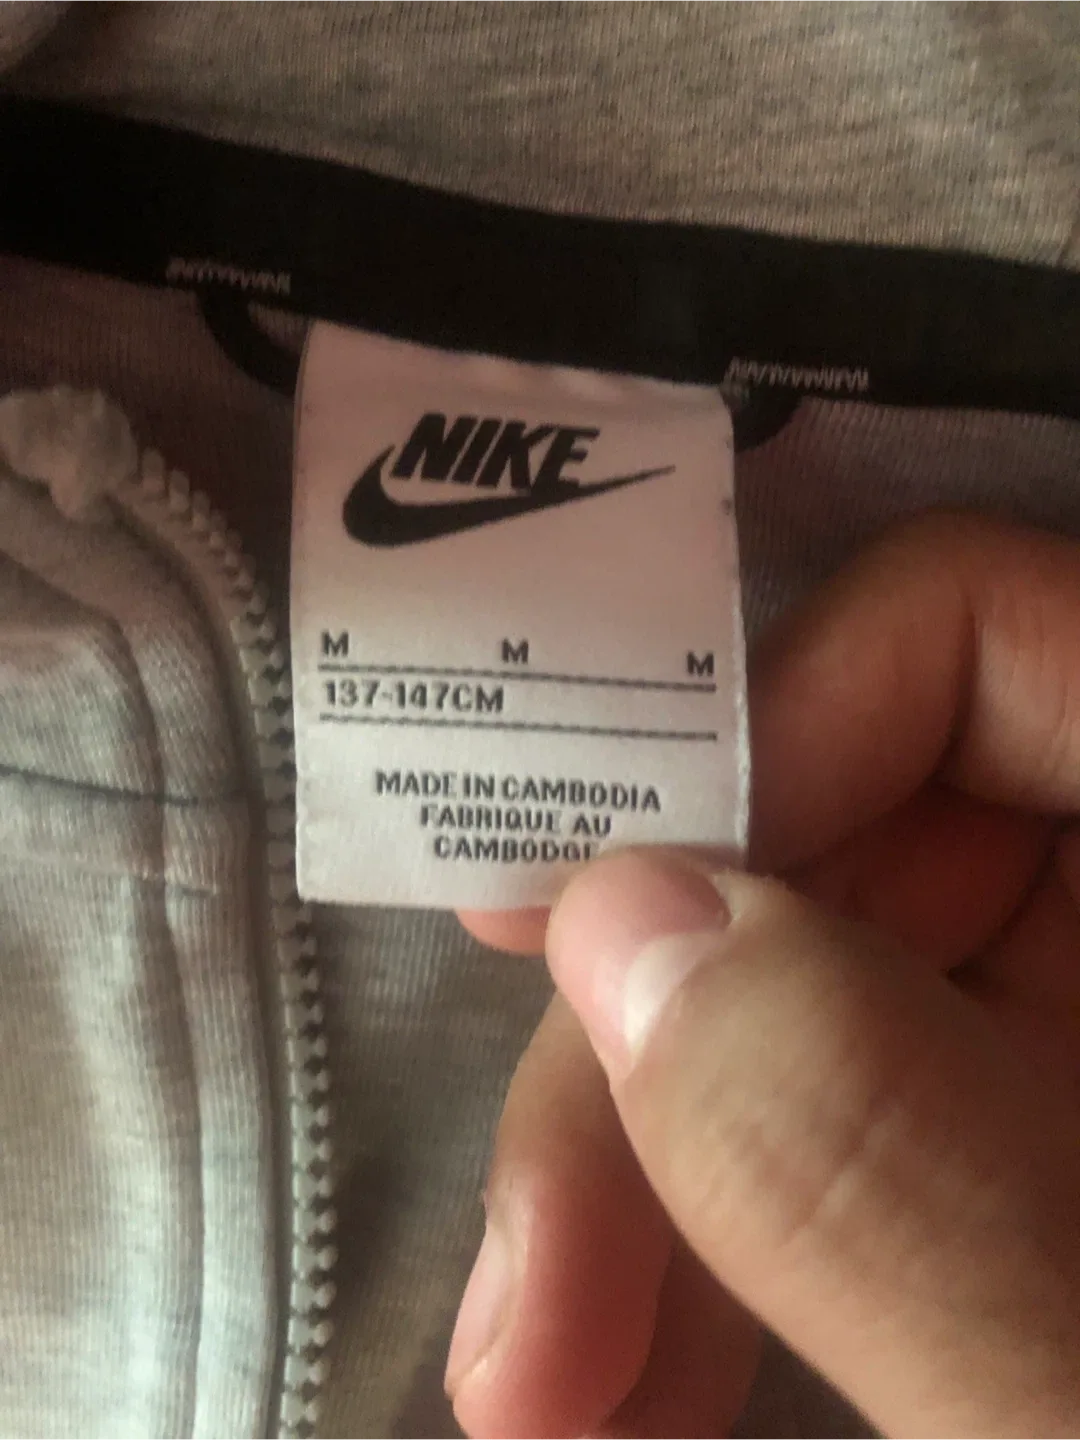 NIKE
M M M
137-147CM
MADE IN CAMBODIA
FABRIQUE AU
CAMBODGE